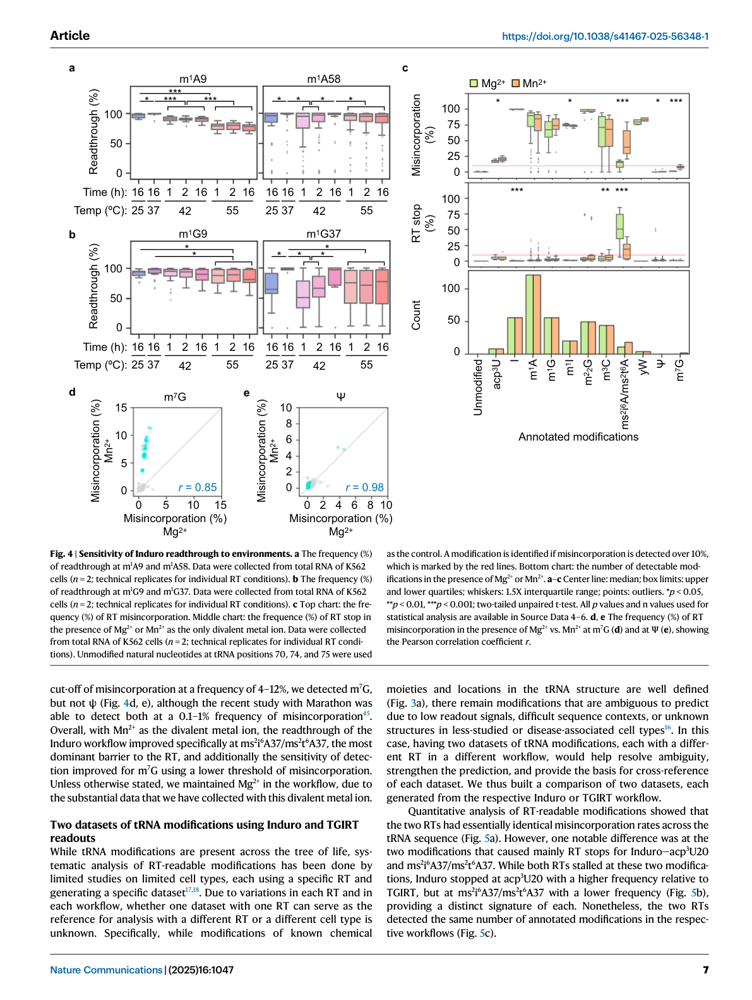 Article
https://doi.org/10.1038/s41467-025-56348-1
a
m¹A9
m¹A58
Readthrough (%)
100
50
0
*
***
***
***
*
*
*
*
Time (h): 16 16 1 2 16 1 2 16 16 16 1 2 16 1 2 16
Temp (ºC): 25 37 42 55 25 37 42 55
b
m¹G9
m¹G37
Readthrough (%)
100
50
0
*
*
*
*
*
*
Time (h): 16 16 1 2 16 1 2 16 16 16 1 2 16 1 2 16
Temp (ºC): 25 37 42 55 25 37 42 55
c
Mg²⁺ Mn²⁺
Misincorporation
(%)
100
75
50
25
0
* * *** * ***
RT stop
(%)
100
75
50
25
0
*** ** ***
Count
100
50
0
Unmodified
acp³U
I
m¹A
m¹G
m¹I
m²₂G
m³C
ms²i⁶A/ms²t⁶A
yW
Ψ
m⁷G
Annotated modifications
d
m⁷G
Misincorporation (%)
Mn²⁺
15
10
5
0
r = 0.85
0 5 10 15
Misincorporation (%)
Mg²⁺
e
Ψ
Misincorporation (%)
Mn²⁺
10
8
6
4
2
0
r = 0.98
0 2 4 6 8 10
Misincorporation (%)
Mg²⁺
Fig. 4 | Sensitivity of Induro readthrough to environments. a The frequency (%)
of readthrough at m¹A9 and m¹A58. Data were collected from total RNA of K562
cells (n = 2; technical replicates for individual RT conditions). b The frequency (%)
of readthrough at m¹G9 and m¹G37. Data were collected from total RNA of K562
cells (n = 2; technical replicates for individual RT conditions). c Top chart: the fre-
quency (%) of RT misincorporation. Middle chart: the frequence (%) of RT stop in
the presence of Mg²⁺ or Mn²⁺ as the only divalent metal ion. Data were collected
from total RNA of K562 cells (n = 2; technical replicates for individual RT condi-
tions). Unmodified natural nucleotides at tRNA positions 70, 74, and 75 were used
as the control. A modification is identified if misincorporation is detected over 10%,
which is marked by the red lines. Bottom chart: the number of detectable mod-
ifications in the presence of Mg²⁺ or Mn²⁺. a–c Center line: median; box limits: upper
and lower quartiles; whiskers: 1.5X interquartile range; points: outliers. *p < 0.05,
**p < 0.01, ***p < 0.001; two-tailed unpaired t-test. All p values and n values used for
statistical analysis are available in Source Data 4–6. d, e The frequency (%) of RT
misincorporation in the presence of Mg²⁺ vs. Mn²⁺ at m⁷G (d) and at Ψ (e), showing
the Pearson correlation coefficient r.
cut-off of misincorporation at a frequency of 4–12%, we detected m⁷G,
but not ψ (Fig. 4d, e), although the recent study with Marathon was
able to detect both at a 0.1–1% frequency of misincorporation⁴⁵.
Overall, with Mn²⁺ as the divalent metal ion, the readthrough of the
Induro workflow improved specifically at ms²i⁶A37/ms²t⁶A37, the most
dominant barrier to the RT, and additionally the sensitivity of detec-
tion improved for m⁷G using a lower threshold of misincorporation.
Unless otherwise stated, we maintained Mg²⁺ in the workflow, due to
the substantial data that we have collected with this divalent metal ion.
Two datasets of tRNA modifications using Induro and TGIRT
readouts
While tRNA modifications are present across the tree of life, sys-
tematic analysis of RT-readable modifications has been done by
limited studies on limited cell types, each using a specific RT and
generating a specific dataset¹⁷,¹⁸. Due to variations in each RT and in
each workflow, whether one dataset with one RT can serve as the
reference for analysis with a different RT or a different cell type is
unknown. Specifically, while modifications of known chemical
moieties and locations in the tRNA structure are well defined
(Fig. 3a), there remain modifications that are ambiguous to predict
due to low readout signals, difficult sequence contexts, or unknown
structures in less-studied or disease-associated cell types¹⁶. In this
case, having two datasets of tRNA modifications, each with a differ-
ent RT in a different workflow, would help resolve ambiguity,
strengthen the prediction, and provide the basis for cross-reference
of each dataset. We thus built a comparison of two datasets, each
generated from the respective Induro or TGIRT workflow.
Quantitative analysis of RT-readable modifications showed that
the two RTs had essentially identical misincorporation rates across the
tRNA sequence (Fig. 5a). However, one notable difference was at the
two modifications that caused mainly RT stops for Induro−acp³U20
and ms²i⁶A37/ms²t⁶A37. While both RTs stalled at these two modifica-
tions, Induro stopped at acp³U20 with a higher frequency relative to
TGIRT, but at ms²i⁶A37/ms²t⁶A37 with a lower frequency (Fig. 5b),
providing a distinct signature of each. Nonetheless, the two RTs
detected the same number of annotated modifications in the respec-
tive workflows (Fig. 5c).
Nature Communications | (2025)16:1047
7